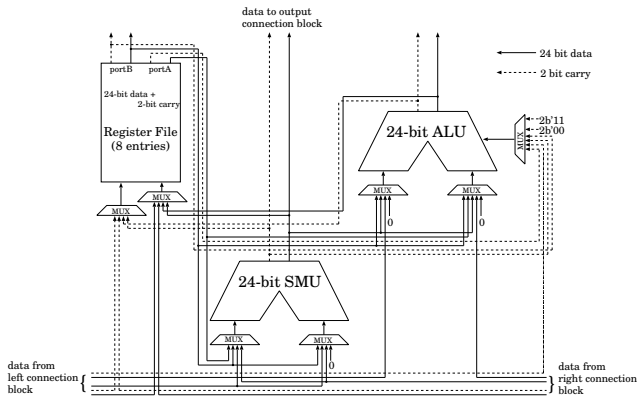 data to output
connection block
24 bit data
2 bit carry
portB
portA
24-bit data +
2-bit carry
Register File
(8 entries)
MUX
MUX
24-bit ALU
2b'11
2b'00
MUX
MUX
MUX
0
0
24-bit SMU
MUX
MUX
0
data from
left connection
block
{
}
data from
right connection
block